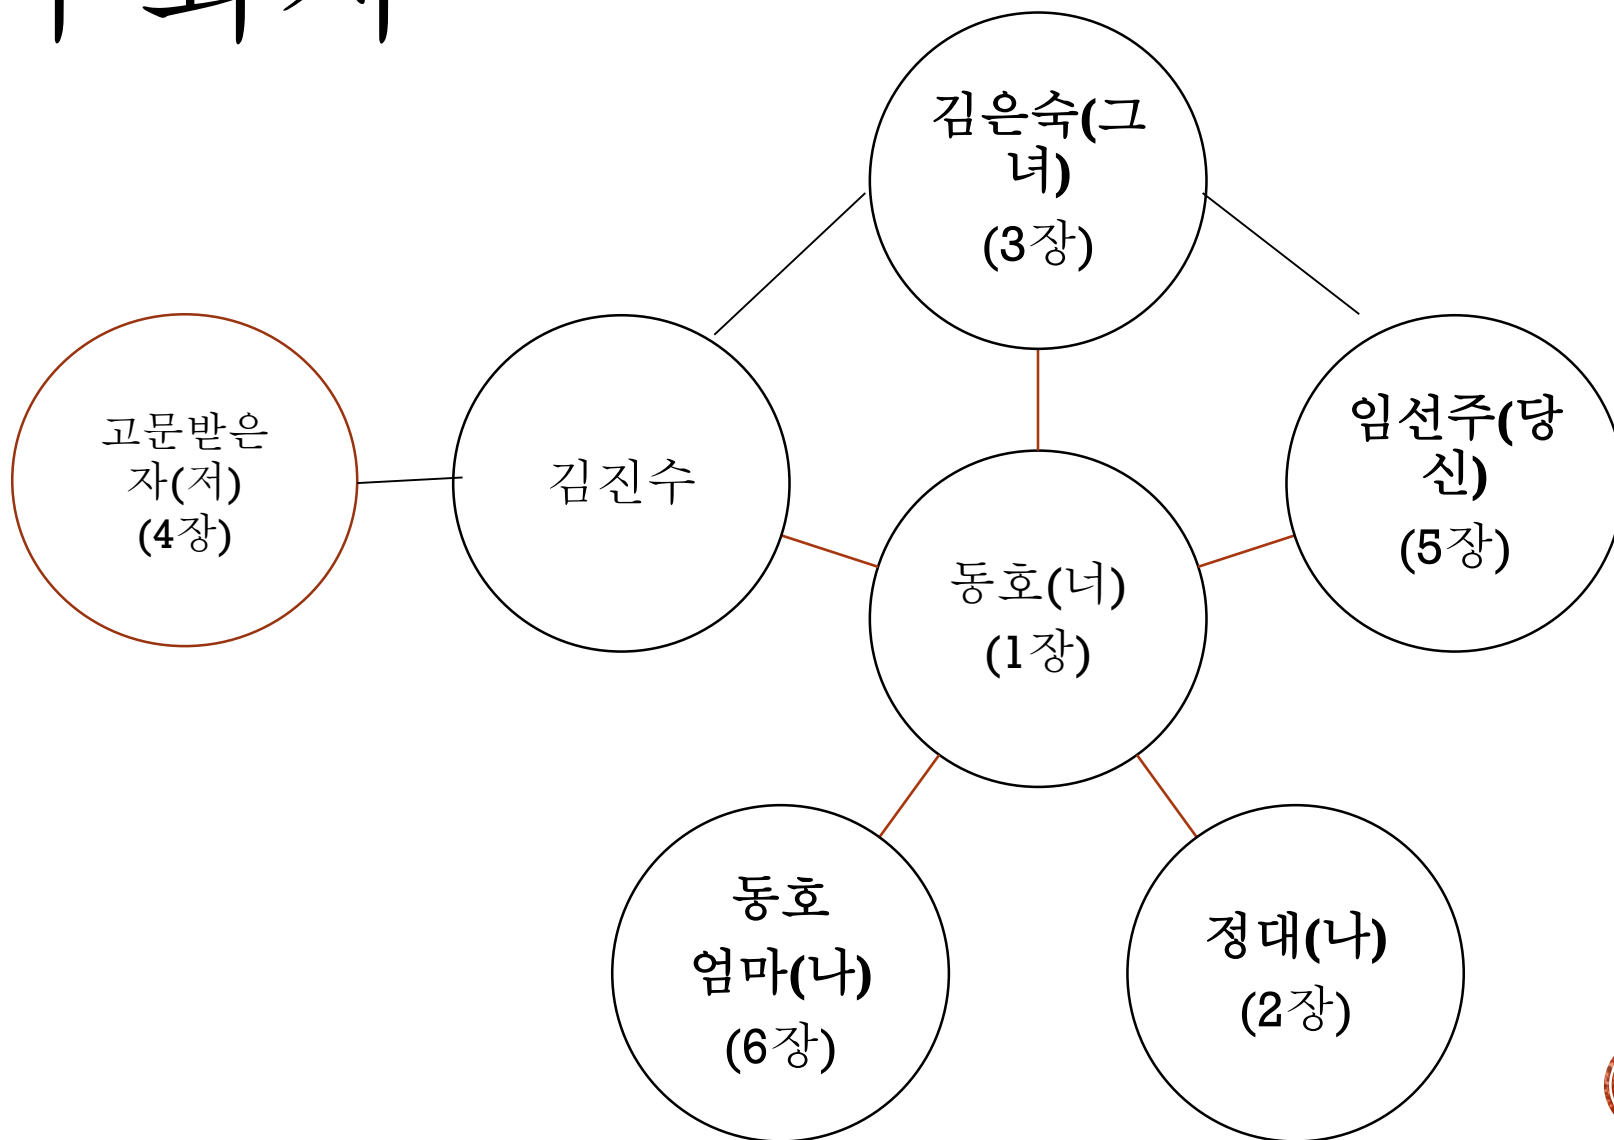 김은숙(그
녀)
(3장)
고문받은
자(저)
(4장)
김진수
임선주(당
신)
(5장)
동호(너)
(1장)
동호
엄마(나)
(6장)
정대(나)
(2장)